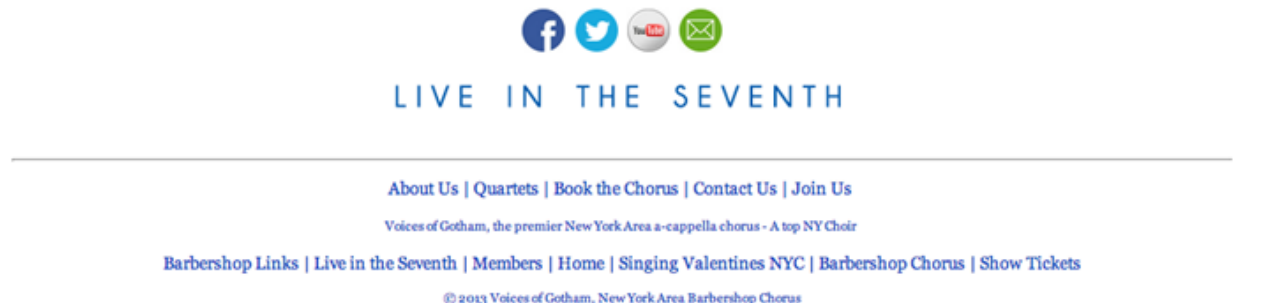 You Tube
LIVE IN THE SEVENTH
About Us | Quartets | Book the Chorus | Contact Us | Join Us
Voices of Gotham, the premier New York Area a-cappella chorus - A top NY Choir
Barbershop Links | Live in the Seventh | Members | Home | Singing Valentines NYC | Barbershop Chorus | Show Tickets
© 2013 Voices of Gotham, New York Area Barbershop Chorus